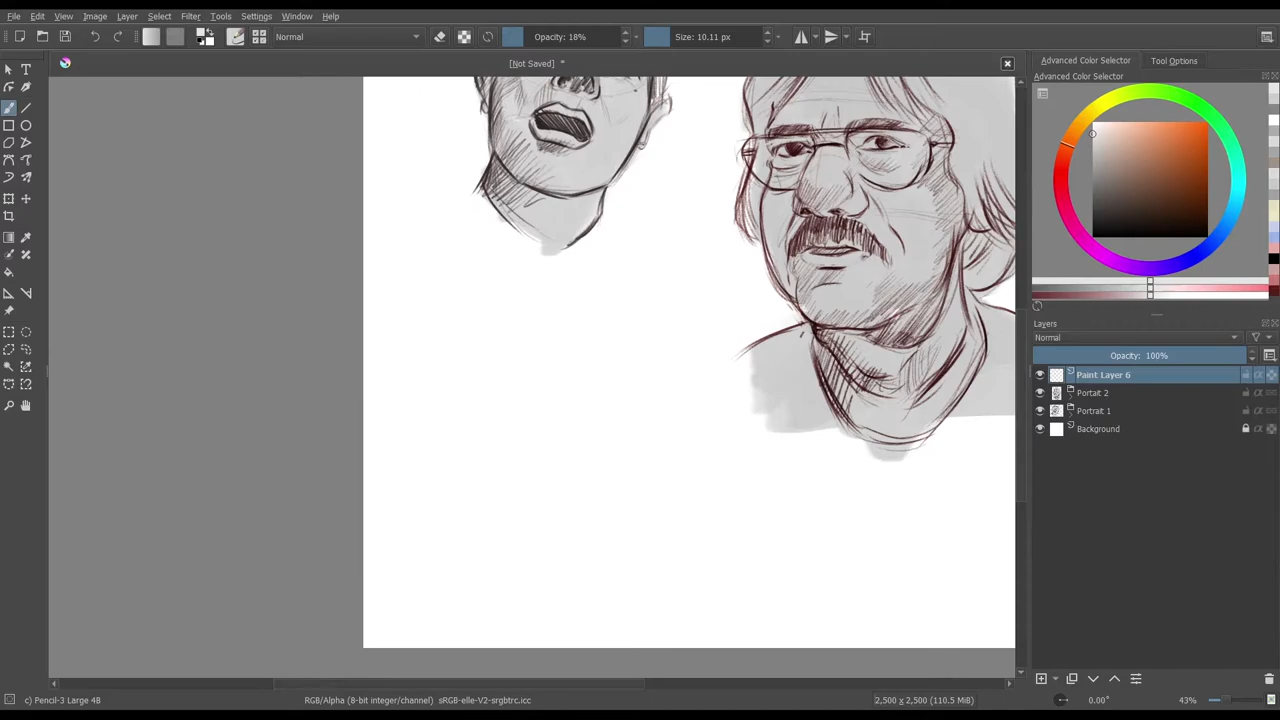 File Edit View Image Layer Select Filter Tools Settings Window Help
Normal Opacity: 18% Size: 10.11 px
[Not Saved] *
Advanced Color Selector Tool Options
Advanced Color Selector
Layers
Normal
Opacity: 100%
Paint Layer 6
Portait 2
Portrait 1
Background
c) Pencil-3 Large 4B RGB/Alpha (8-bit integer/channel) sRGB-elle-V2-srgbtrc.icc 2,500 x 2,500 (110.5 MiB) 0.00° 43%